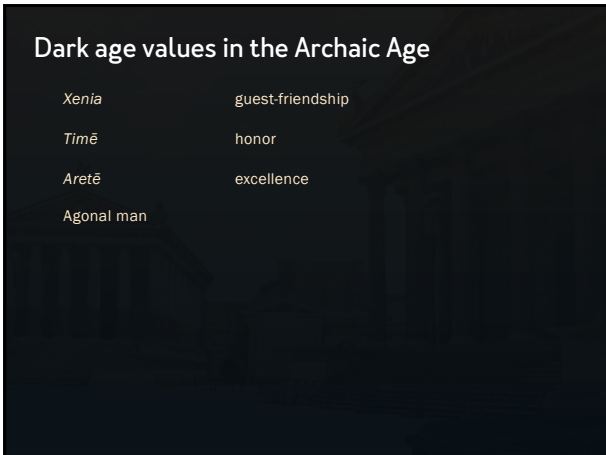 Dark age values in the Archaic Age
Xenia guest-friendship
Timē honor
Aretē excellence
Agonal man